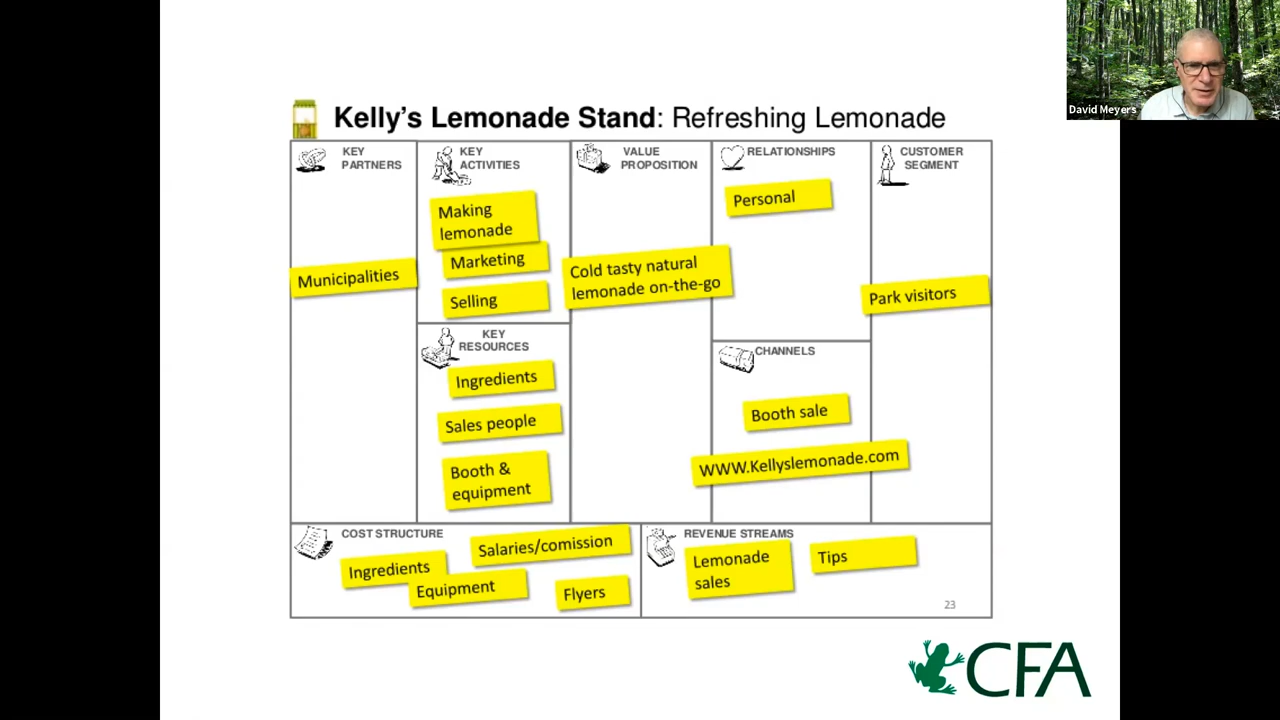 David Meyers
Kelly's Lemonade Stand: Refreshing Lemonade
KEY
PARTNERS
Municipalities
KEY
ACTIVITIES
Making
lemonade
Marketing
Selling
KEY
RESOURCES
Ingredients
Sales people
Booth &
equipment
VALUE
PROPOSITION
Cold tasty natural
lemonade on-the-go
RELATIONSHIPS
Personal
CHANNELS
Booth sale
WWW.Kellyslemonade.com
CUSTOMER
SEGMENT
Park visitors
COST STRUCTURE
Salaries/comission
Ingredients
Equipment
Flyers
REVENUE STREAMS
Lemonade
sales
Tips
23
CFA